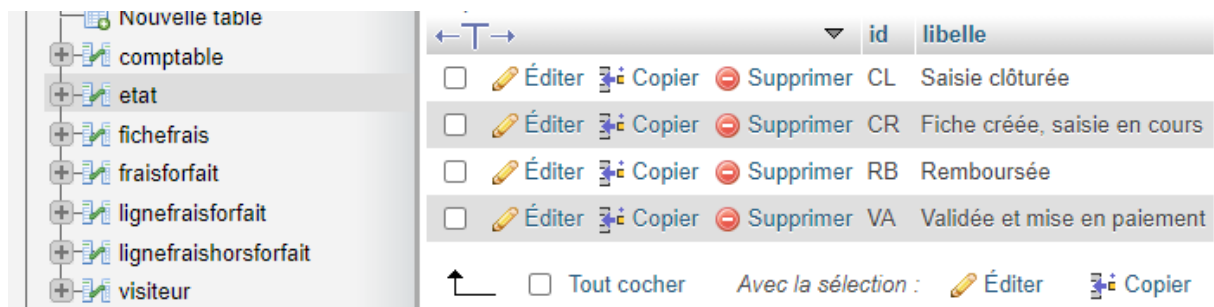 Nouvelle table
comptable
etat
fichefrais
fraisforfait
lignefraisforfait
lignefraishorsforfait
visiteur
id libelle
Éditer Copier Supprimer CL Saisie clôturée
Éditer Copier Supprimer CR Fiche créée, saisie en cours
Éditer Copier Supprimer RB Remboursée
Éditer Copier Supprimer VA Validée et mise en paiement
Tout cocher Avec la sélection : Éditer Copier